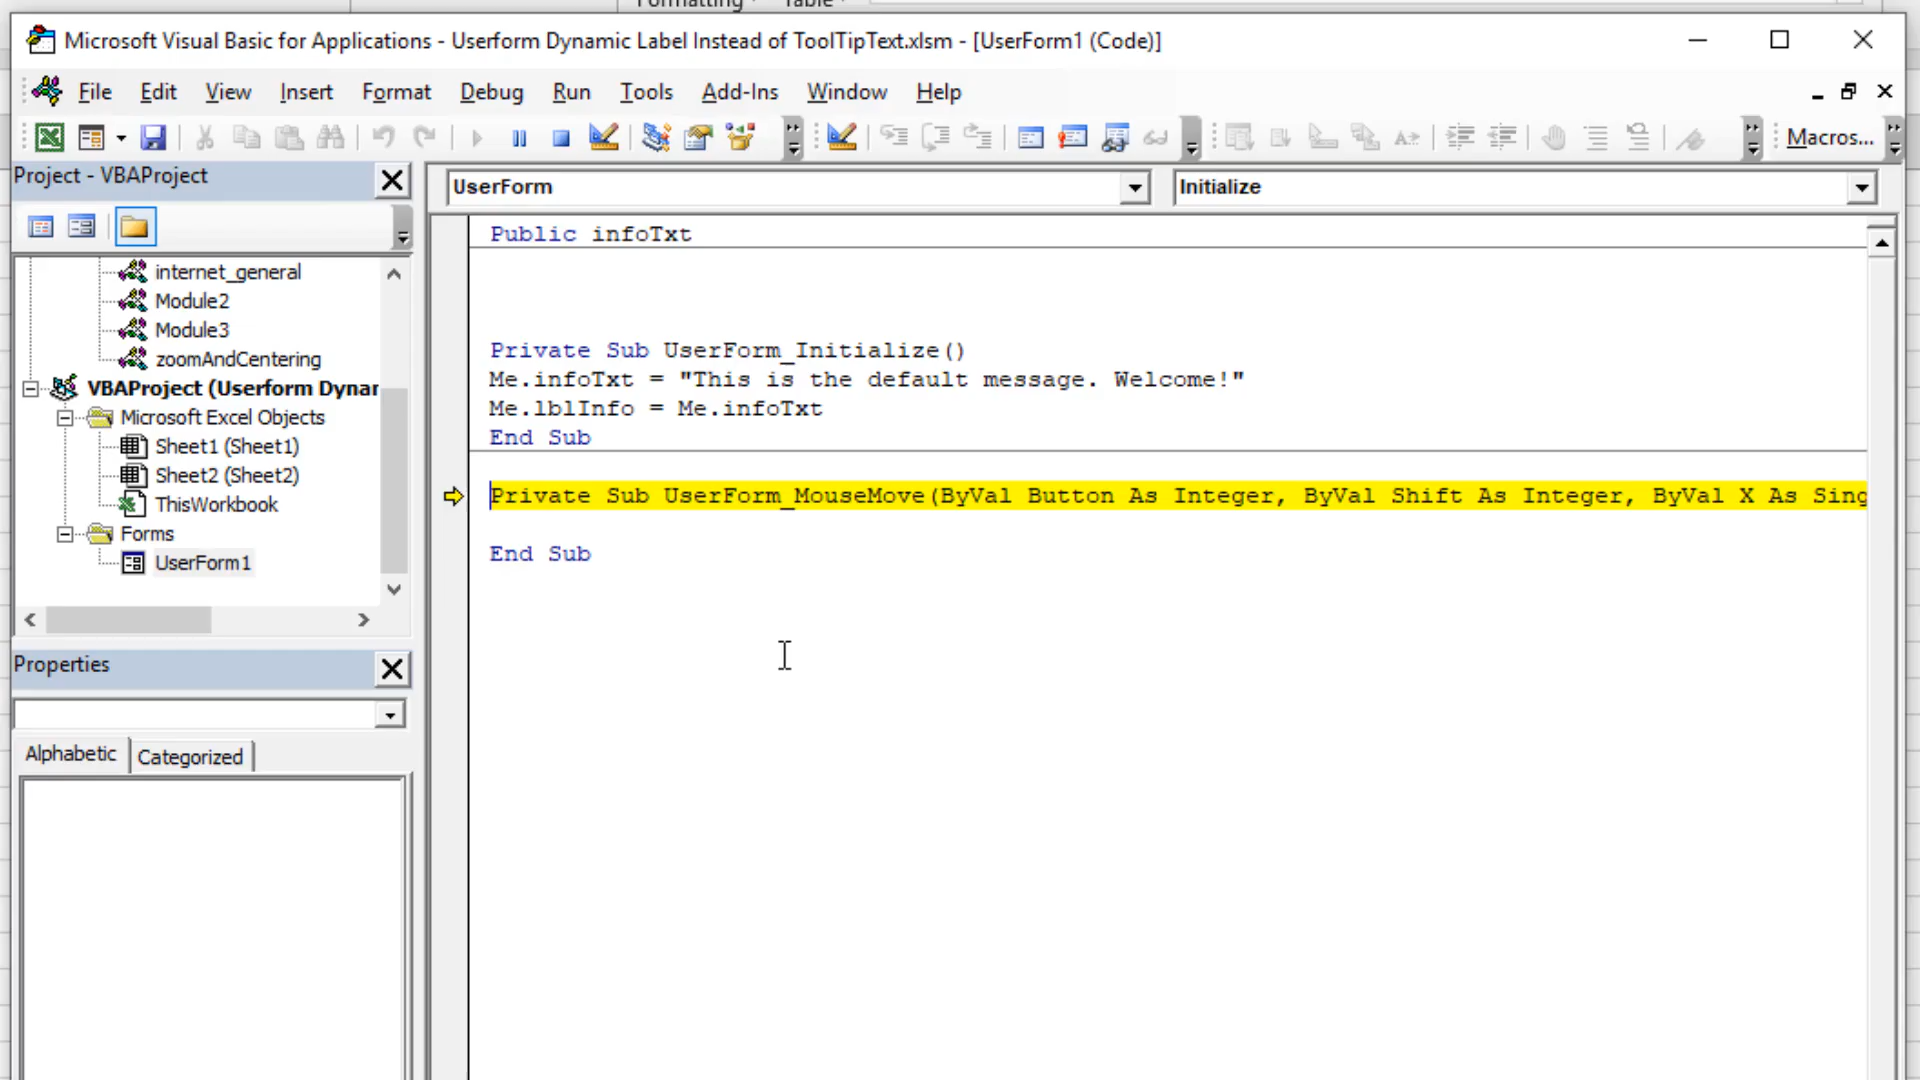 Formatting Table
Microsoft Visual Basic for Applications - Userform Dynamic Label Instead of ToolTipText.xlsm - [UserForm1 (Code)]
File Edit View Insert Format Debug Run Tools Add-Ins Window Help
Macros...
Project - VBAProject
internet_general
Module2
Module3
zoomAndCentering
VBAProject (Userform Dynar
Microsoft Excel Objects
Sheet1 (Sheet1)
Sheet2 (Sheet2)
ThisWorkbook
Forms
UserForm1
Properties
Alphabetic Categorized
UserForm Initialize
Public infoTxt
Private Sub UserForm_Initialize()
Me.infoTxt = "This is the default message. Welcome!"
Me.lblInfo = Me.infoTxt
End Sub
Private Sub UserForm_MouseMove(ByVal Button As Integer, ByVal Shift As Integer, ByVal X As Sing
End Sub